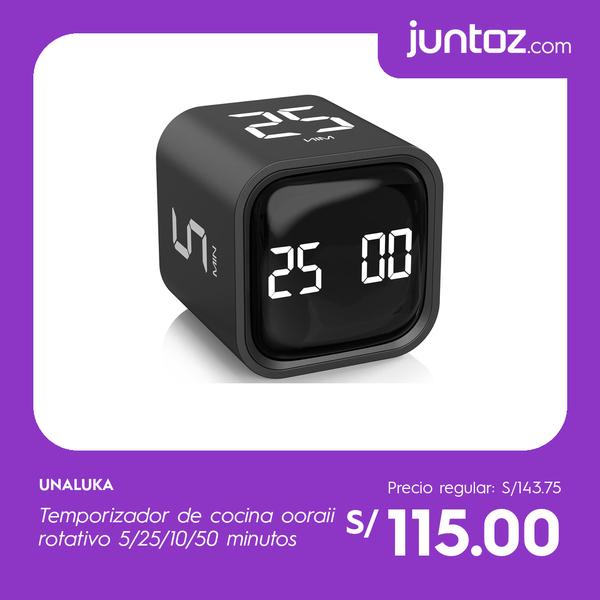 juntoz.com
25
MIN
5
MIN
25 00
UNALUKA
Temporizador de cocina ooraii
rotativo 5/25/10/50 minutos
Precio regular: S/143.75
S/ 115.00